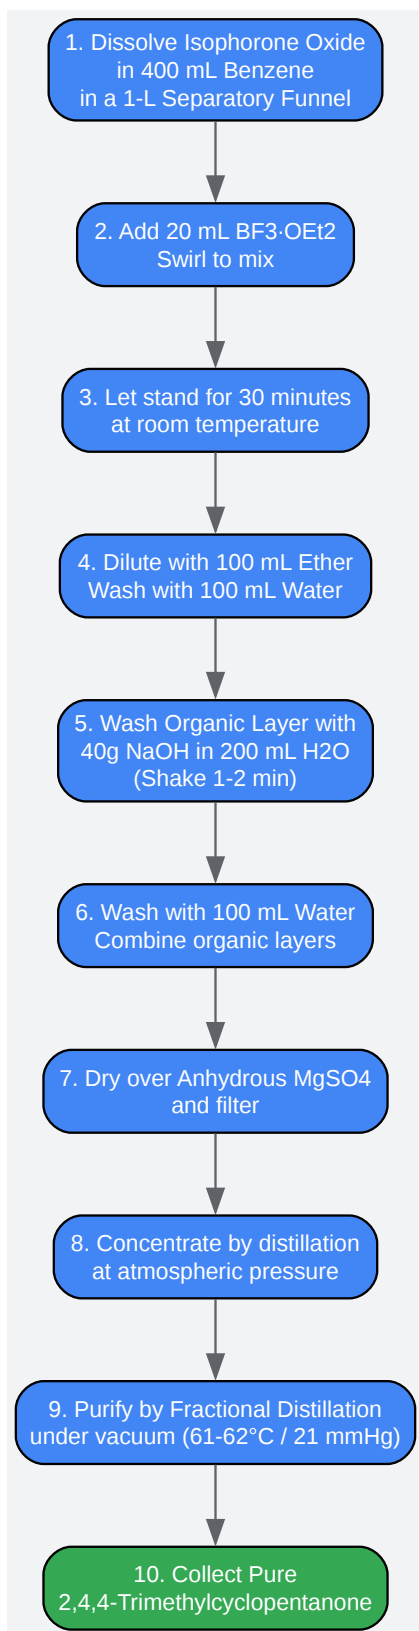 1. Dissolve Isophorone Oxide
in 400 mL Benzene
in a 1-L Separatory Funnel
2. Add 20 mL BF3·OEt2
Swirl to mix
3. Let stand for 30 minutes
at room temperature
4. Dilute with 100 mL Ether
Wash with 100 mL Water
5. Wash Organic Layer with
40g NaOH in 200 mL H2O
(Shake 1-2 min)
6. Wash with 100 mL Water
Combine organic layers
7. Dry over Anhydrous MgSO4
and filter
8. Concentrate by distillation
at atmospheric pressure
9. Purify by Fractional Distillation
under vacuum (61-62°C / 21 mmHg)
10. Collect Pure
2,4,4-Trimethylcyclopentanone